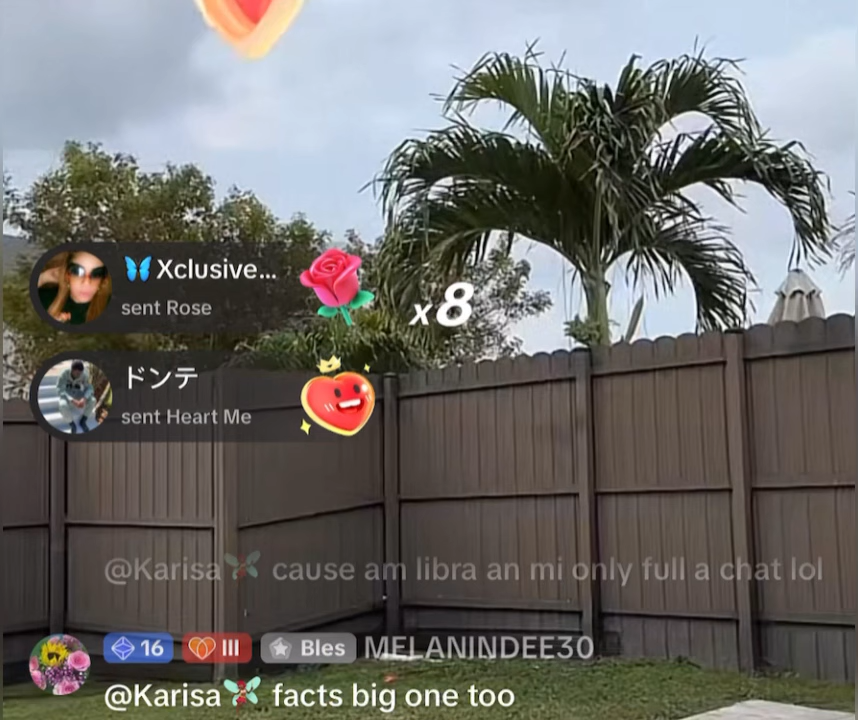 Xclusive...
sent Rose
x8
ドンテ
sent Heart Me
@Karisa cause am libra an mi only full a chat lol
16 III Bles MELANINDEE30
@Karisa facts big one too